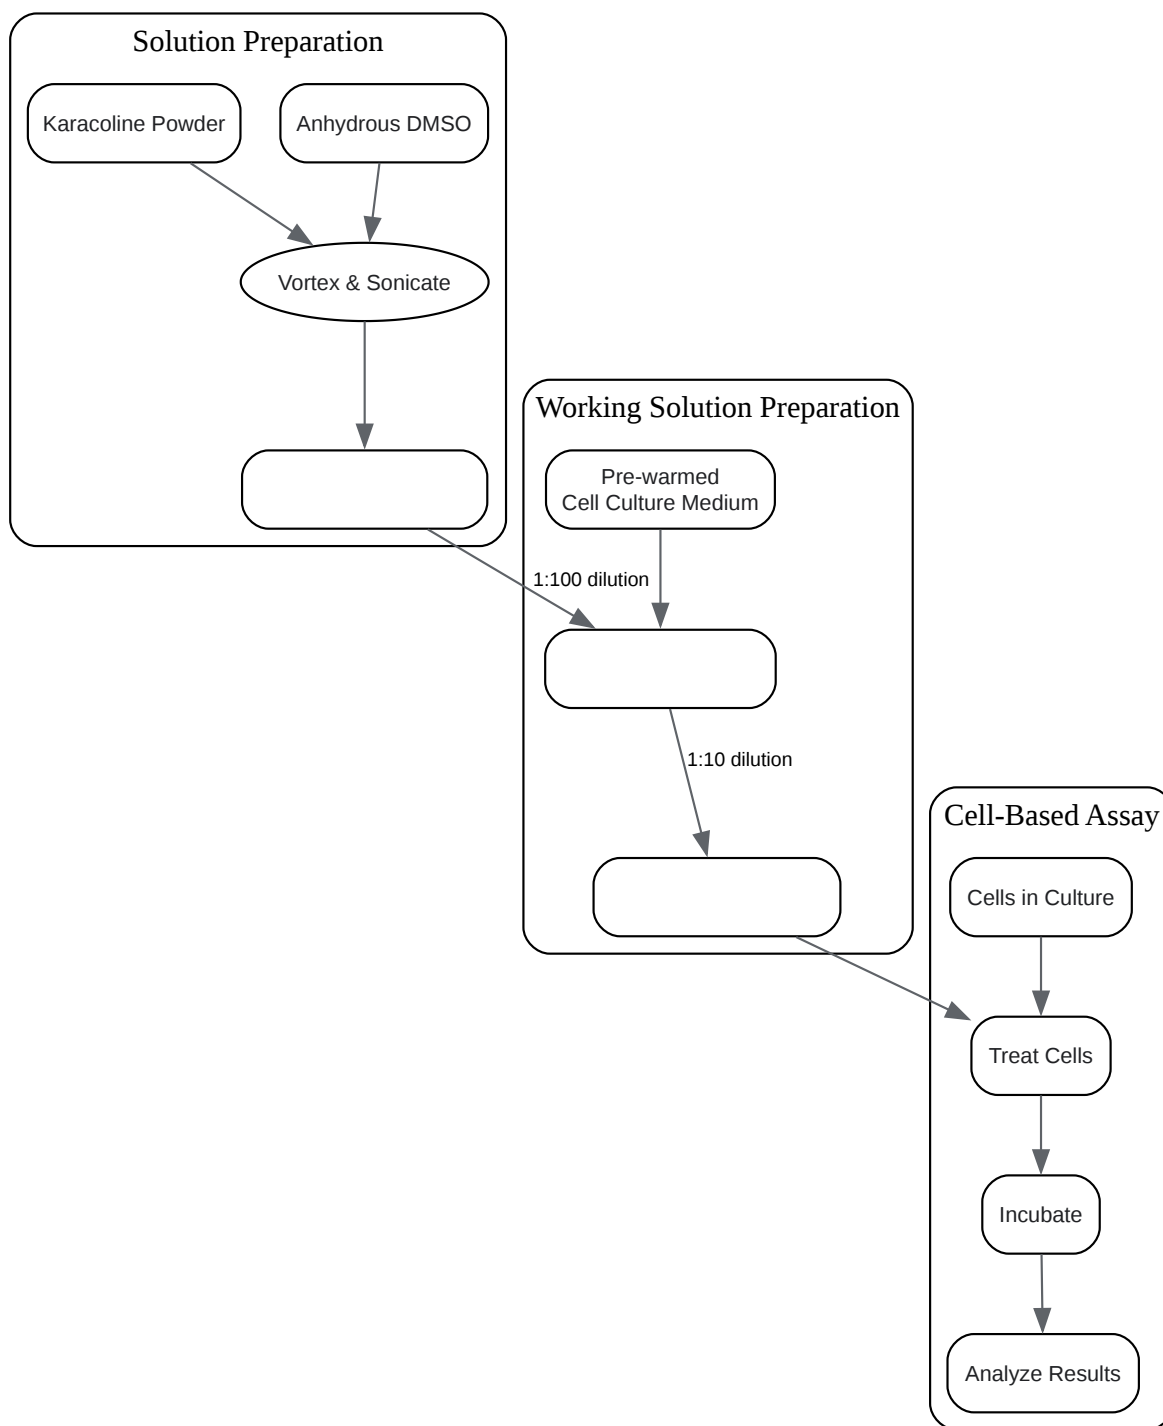 Solution Preparation
Karacoline Powder
Anhydrous DMSO
Vortex & Sonicate
Working Solution Preparation
Pre-warmed
Cell Culture Medium
1:100 dilution
1:10 dilution
Cell-Based Assay
Cells in Culture
Treat Cells
Incubate
Analyze Results